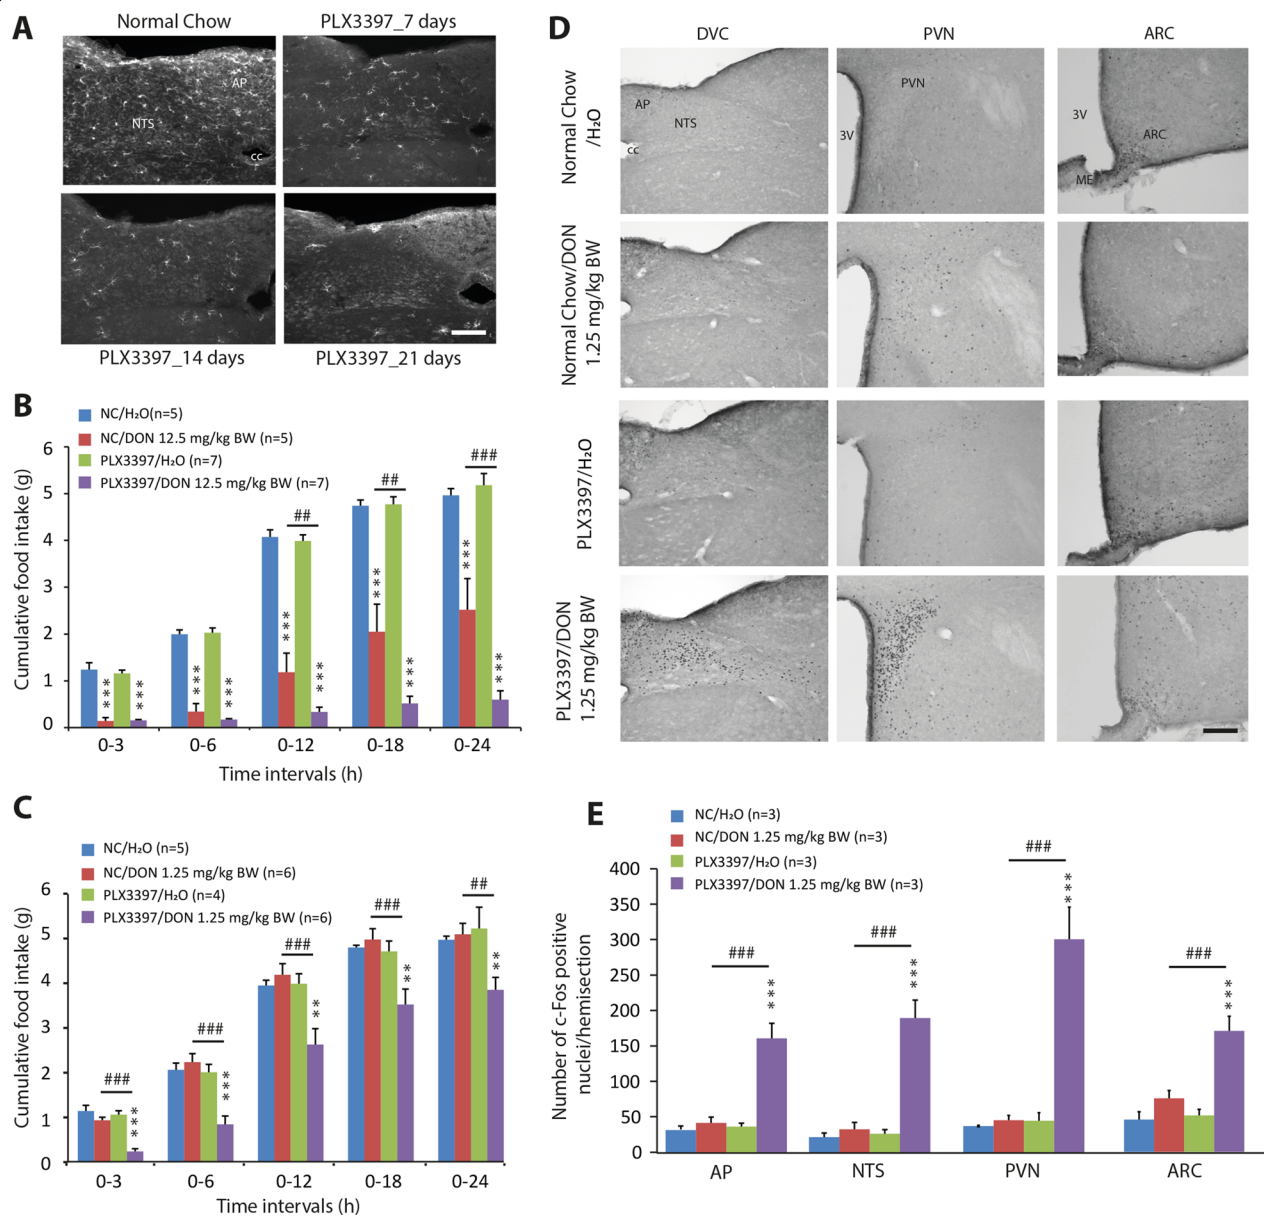 A
Normal Chow
PLX3397_7 days
AP
NTS
cc
PLX3397_14 days
PLX3397_21 days
B
NC/H₂O(n=5)
NC/DON 12.5 mg/kg BW (n=5)
PLX3397/H₂O (n=7)
PLX3397/DON 12.5 mg/kg BW (n=7)
Cumulative food intake (g)
6
5
4
3
2
1
0
***
***
***
***
##
***
***
##
***
***
###
***
***
0-3
0-6
0-12
0-18
0-24
Time intervals (h)
C
NC/H₂O (n=5)
NC/DON 1.25 mg/kg BW (n=6)
PLX3397/H₂O (n=4)
PLX3397/DON 1.25 mg/kg BW (n=6)
Cumulative food intake (g)
6
5
4
3
2
1
0
###
***
###
***
###
**
###
**
##
**
0-3
0-6
0-12
0-18
0-24
Time intervals (h)
D
DVC
PVN
ARC
Normal Chow
/H₂O
AP
NTS
cc
3V
PVN
3V
ARC
ME
Normal Chow/DON
1.25 mg/kg BW
PLX3397/H₂O
PLX3397/DON
1.25 mg/kg BW
E
NC/H₂O (n=3)
NC/DON 1.25 mg/kg BW (n=3)
PLX3397/H₂O (n=3)
PLX3397/DON 1.25 mg/kg BW (n=3)
Number of c-Fos positive
nuclei/hemisection
400
350
300
250
200
150
100
50
0
###
***
###
***
###
***
###
***
AP
NTS
PVN
ARC